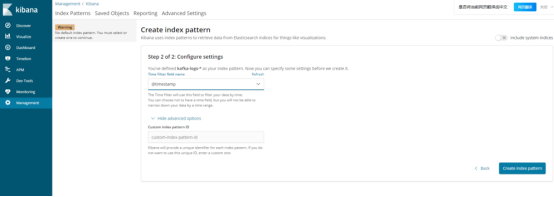 Management / Kibana
kibana
Index Patterns Saved Objects Reporting Advanced Settings
Discover
Visualize
Dashboard
Timelion
APM
Dev Tools
Monitoring
Management
Warning
No default index pattern. You must select or
create one to continue.
Create index pattern
Kibana uses index patterns to retrieve data from Elasticsearch indices for things like visualizations.
Include system indices
Step 2 of 2: Configure settings
You've defined kafka-logs-* as your index pattern. Now you can specify some settings before we create it.
Time Filter field name Refresh
@timestamp
The Time Filter will use this field to filter your data by time.
You can choose not to have a time field, but you will not be able to
narrow down your data by a time range.
Hide advanced options
Custom index pattern ID
custom-index-pattern-id
Kibana will provide a unique identifier for each index pattern. If you do
not want to use this unique ID, enter a custom one.
Back
Create index pattern